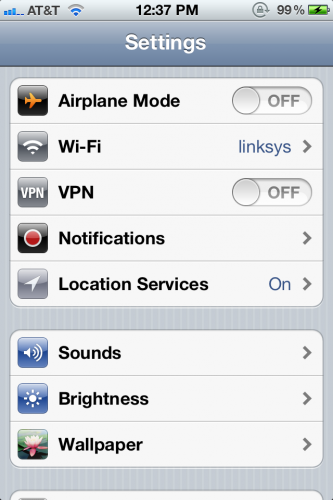 AT&T 12:37 PM 99%
Settings
Airplane Mode OFF
Wi-Fi linksys
VPN VPN OFF
Notifications
Location Services On
Sounds
Brightness
Wallpaper